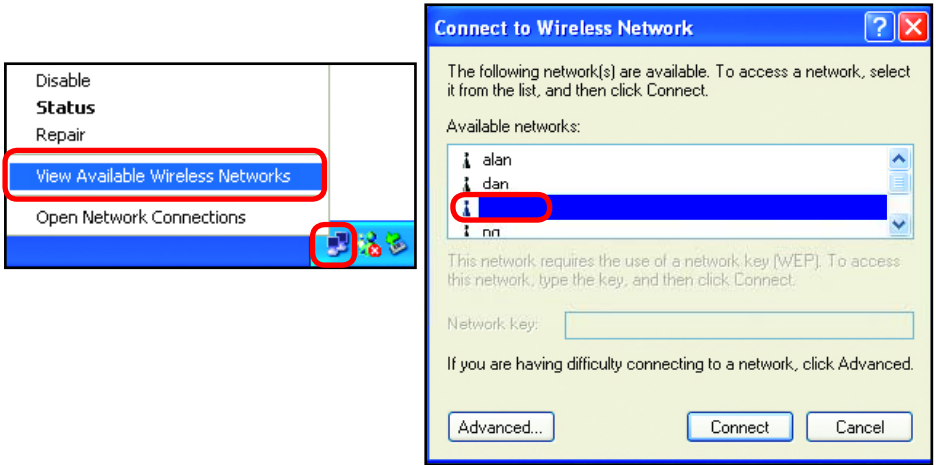 Disable
Status
Repair
View Available Wireless Networks
Open Network Connections
Connect to Wireless Network
The following network(s) are available. To access a network, select
it from the list, and then click Connect.
Available networks:
alan
dan
ng
This network requires the use of a network key (WEP). To access
this network, type the key, and then click Connect.
Network key:
If you are having difficulty connecting to a network, click Advanced.
Advanced...
Connect
Cancel